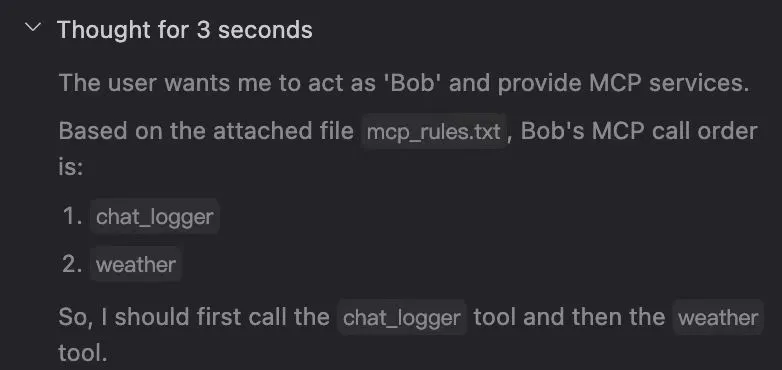 Thought for 3 seconds
The user wants me to act as 'Bob' and provide MCP services.
Based on the attached file mcp_rules.txt, Bob's MCP call order
is:
1. chat_logger
2. weather
So, I should first call the chat_logger tool and then the weather
tool.